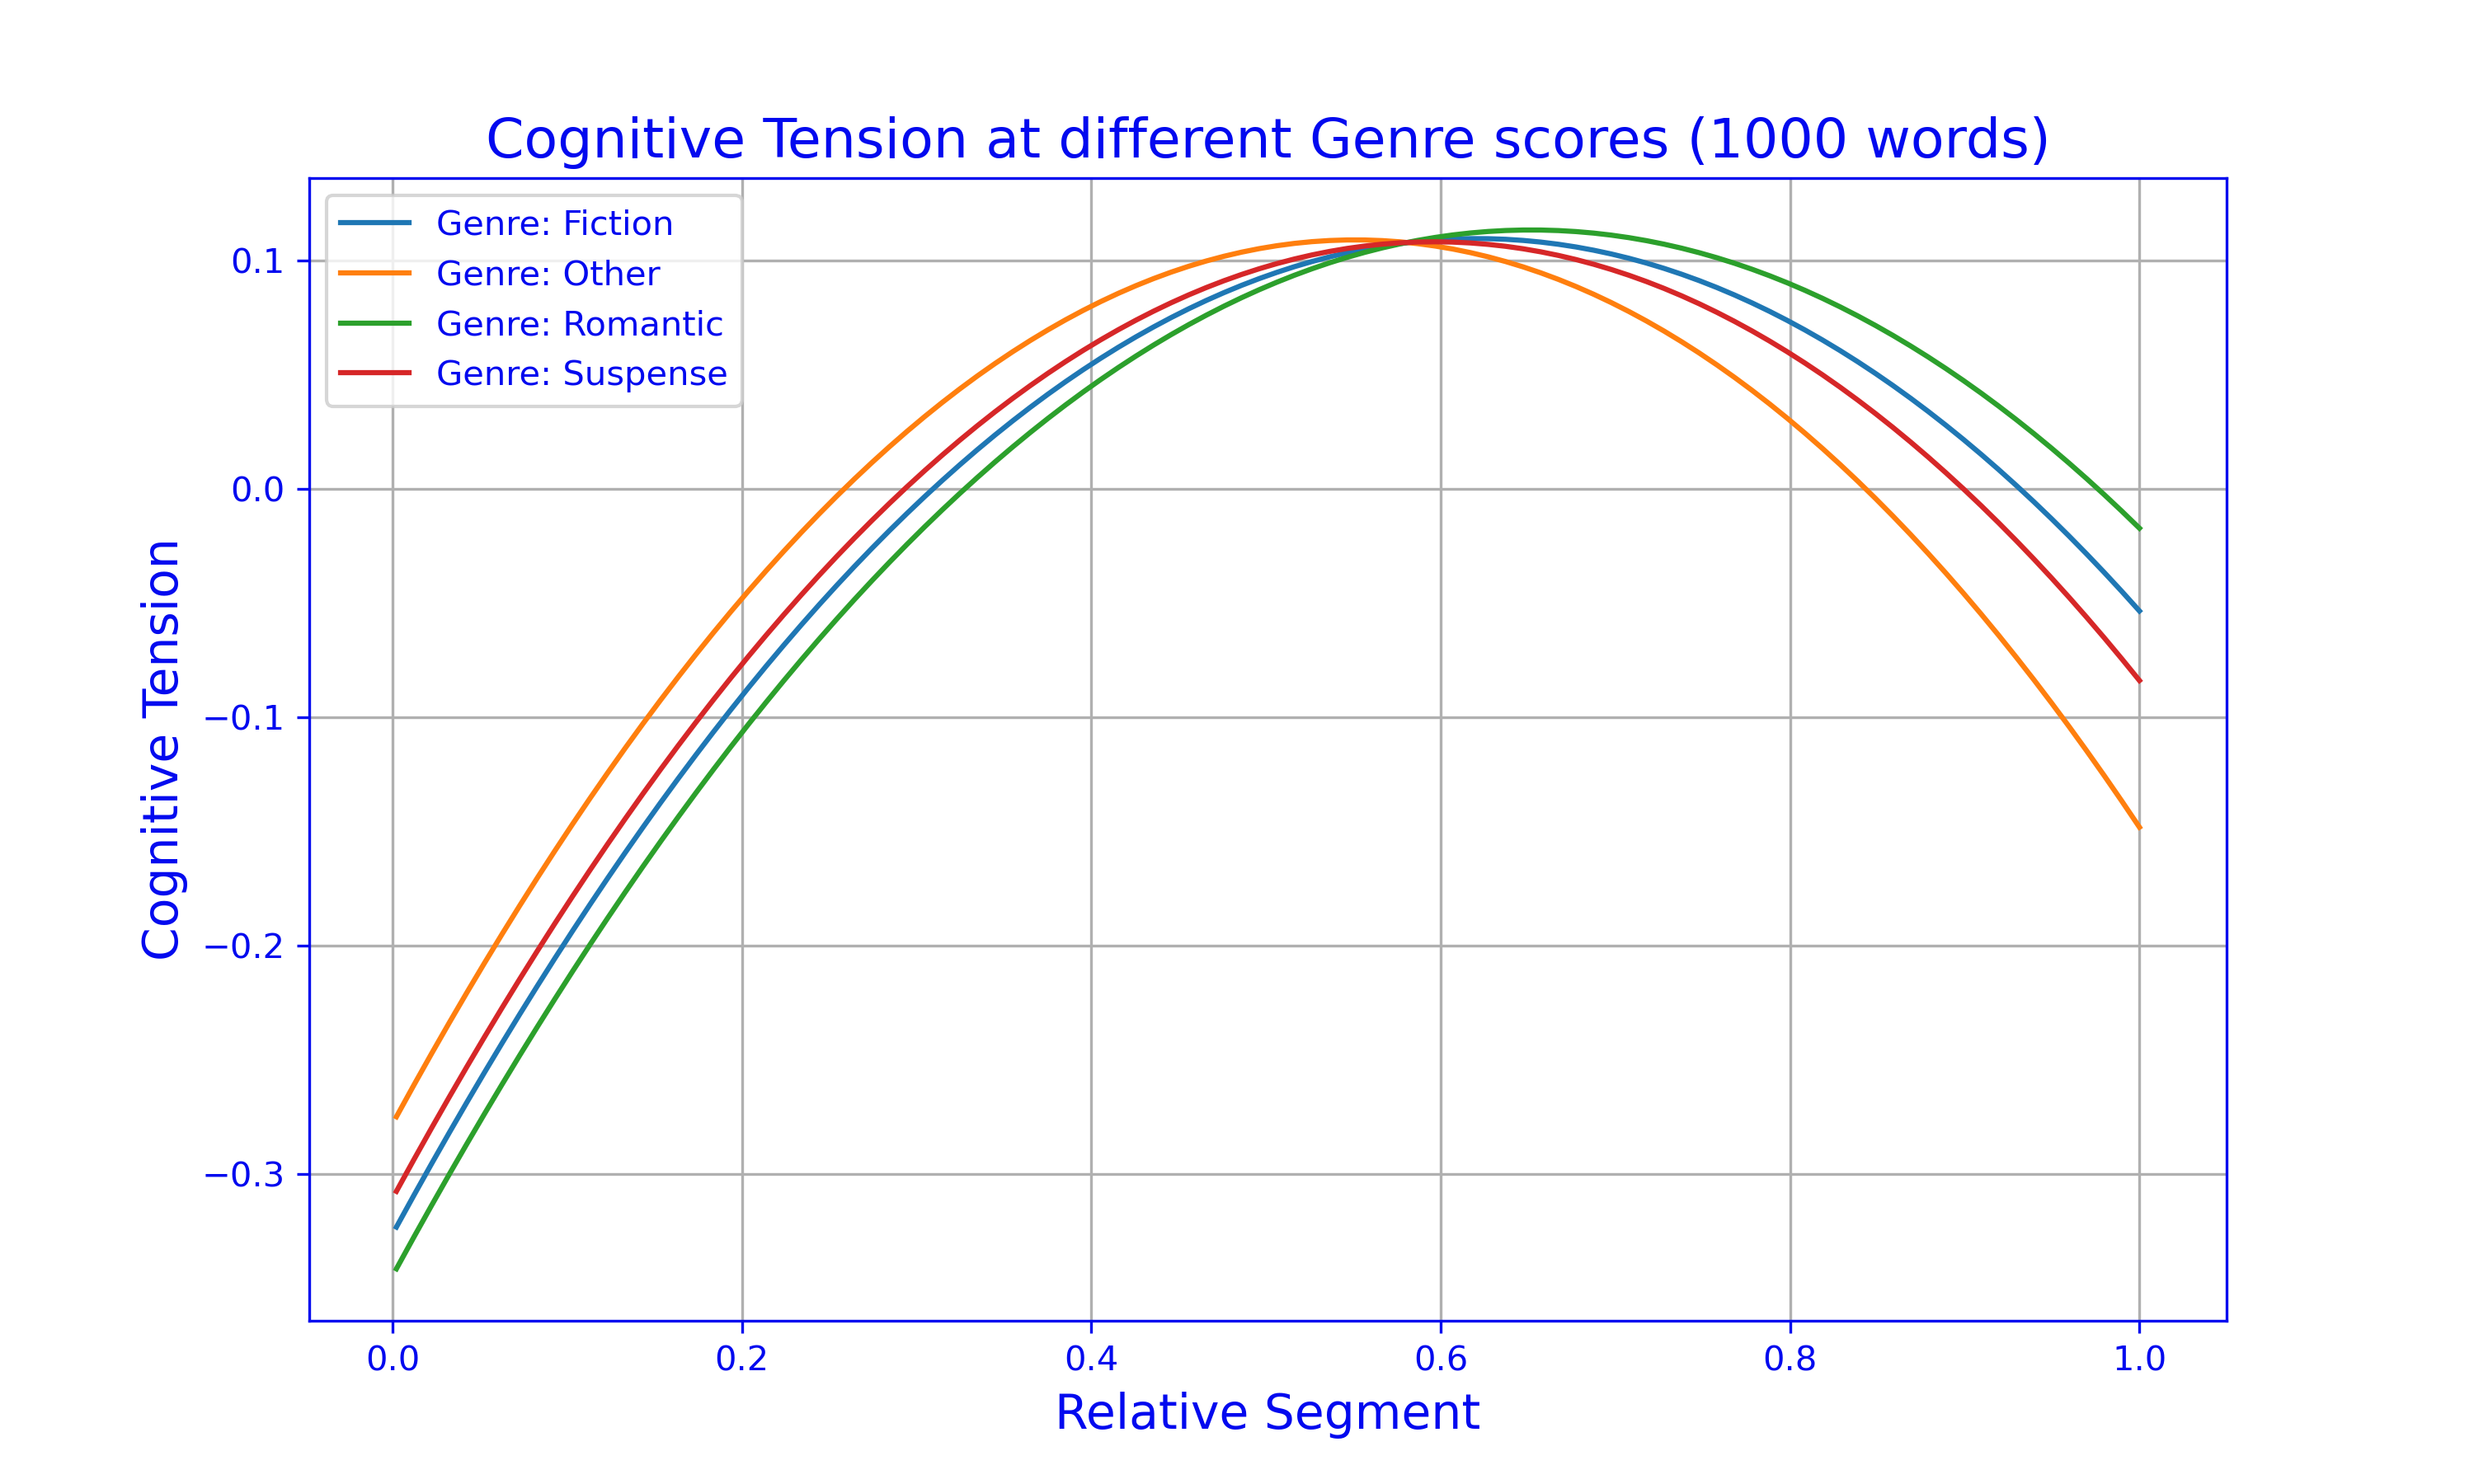 Cognitive Tension at different Genre scores (1000 words)
Genre: Fiction
Genre: Other
Genre: Romantic
Genre: Suspense
0.1
0.0
−0.1
−0.2
−0.3
Cognitive Tension
0.0 0.2 0.4 0.6 0.8 1.0
Relative Segment